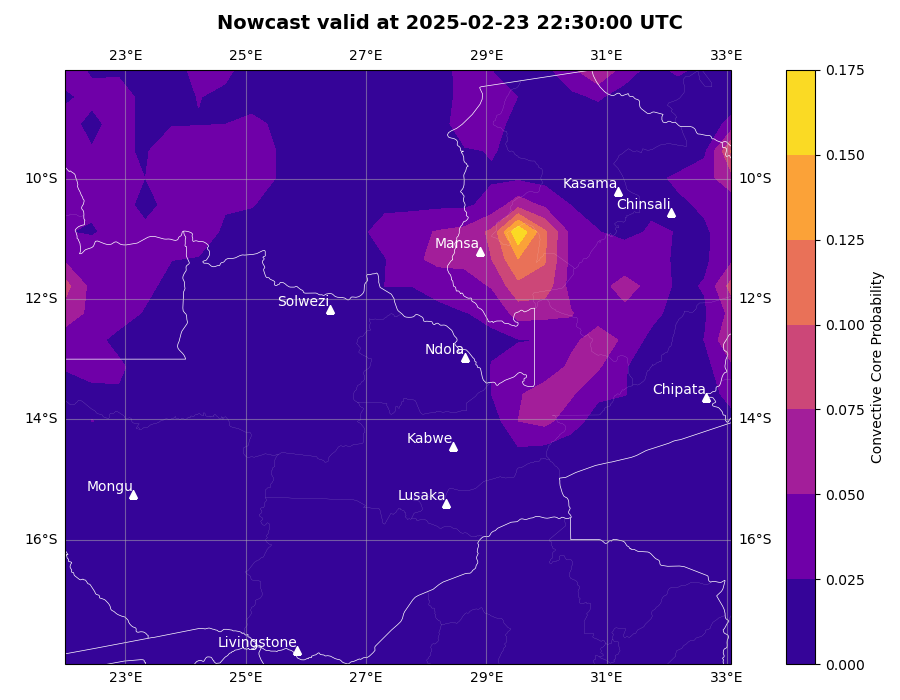 Nowcast valid at 2025-02-23 22:30:00 UTC
23°E 25°E 27°E 29°E 31°E 33°E
0.175
0.150
10°S 10°S
Kasama
Chinsali
0.125
Mansa
12°S 12°S
Solwezi
0.100
Ndola
Chipata
14°S 14°S
0.075
Kabwe
Mongu
Lusaka
0.050
16°S 16°S
0.025
Livingstone
0.000
23°E 25°E 27°E 29°E 31°E 33°E
Convective Core Probability